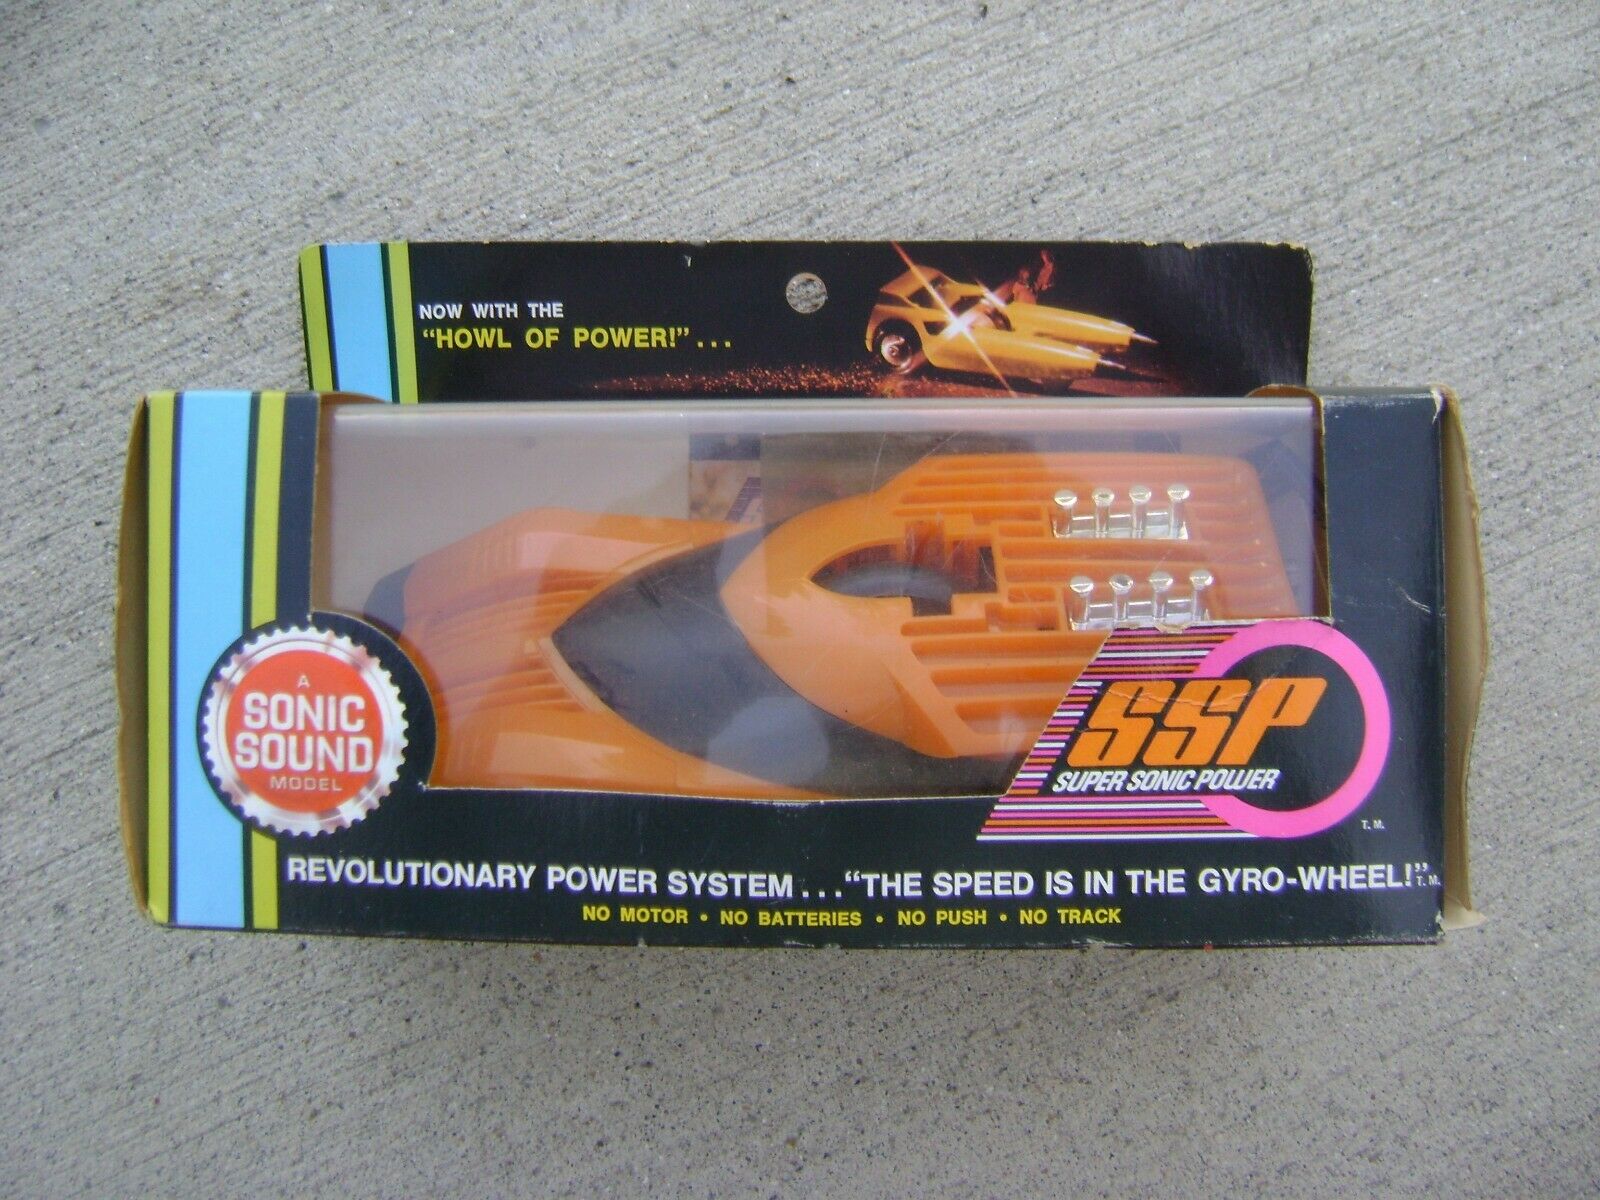 NOW WITH THE
“HOWL OF POWER!”...
A
SONIC
SOUND
MODEL
SSP
SUPER SONIC POWER
T.M.
REVOLUTIONARY POWER SYSTEM...“THE SPEED IS IN THE GYRO-WHEEL!” T.M.
NO MOTOR • NO BATTERIES • NO PUSH • NO TRACK